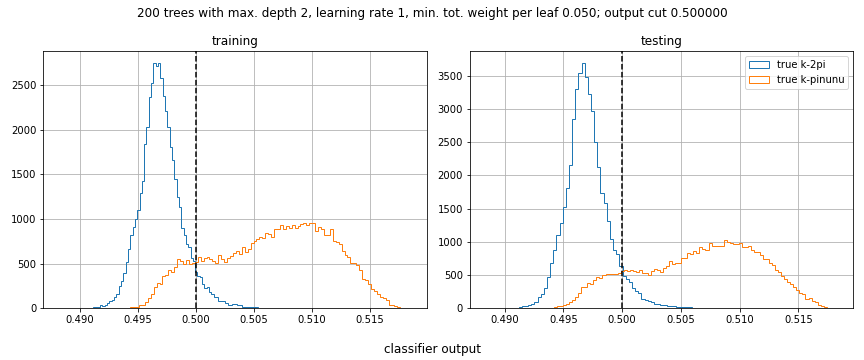 200 trees with max. depth 2, learning rate 1, min. tot. weight per leaf 0.050; output cut 0.500000
training
2500
2000
1500
1000
500
0
0.490 0.495 0.500 0.505 0.510 0.515
testing
true k-2pi
true k-pinunu
3500
3000
2500
2000
1500
1000
500
0
0.490 0.495 0.500 0.505 0.510 0.515
classifier output